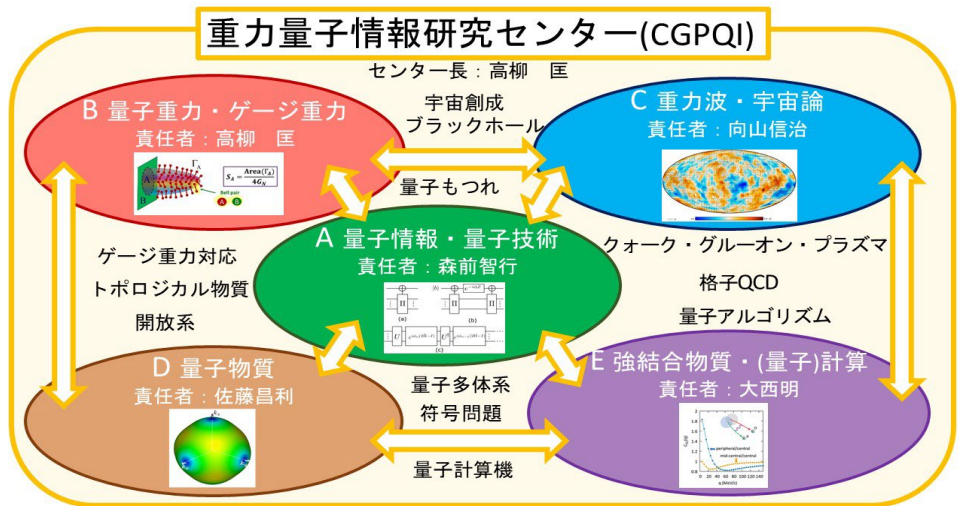 重力量子情報研究センター(CGPQI)
センター長：高柳　匡
B 量子重力・ゲージ重力
責任者：高柳　匡
宇宙創成
ブラックホール
C 重力波・宇宙論
責任者：向山信治
量子もつれ
A 量子情報・量子技術
責任者：森前智行
ゲージ重力対応
トポロジカル物質
開放系
クォーク・グルーオン・プラズマ
格子QCD
量子アルゴリズム
D 量子物質
責任者：佐藤昌利
量子多体系
符号問題
E 強結合物質・(量子)計算
責任者：大西明
量子計算機
A
B
Bell pair
A B
(a)
(b)
(c)
peripheral/central
mid-central/central